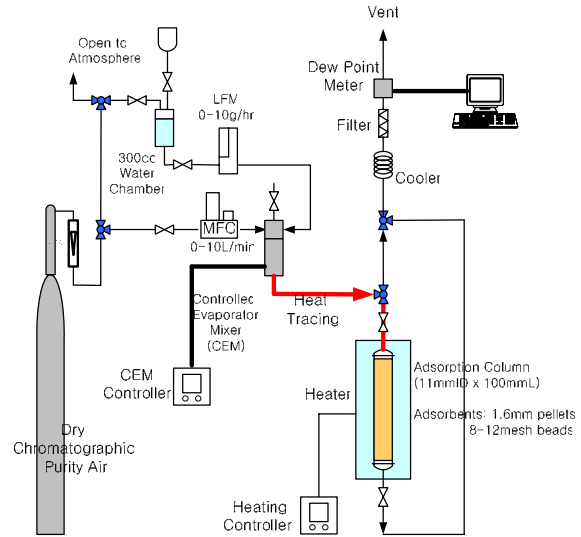 Vent
Open to
Atmosphere
Dew Point
Meter
LFM
0-10g/hr
Filter
300cc
Water
Chamber
Cooler
MFC
0-10L/min
Controlled
Evaporator
Mixer
(CEM)
Heat
Tracing
CEM
Controller
Heater
Adsorption Column
(11mmID x 100mmL)
Adsorbents: 1.6mm pellets
8-12mesh beads
Dry
Chromatographic
Purity Air
Heating
Controller